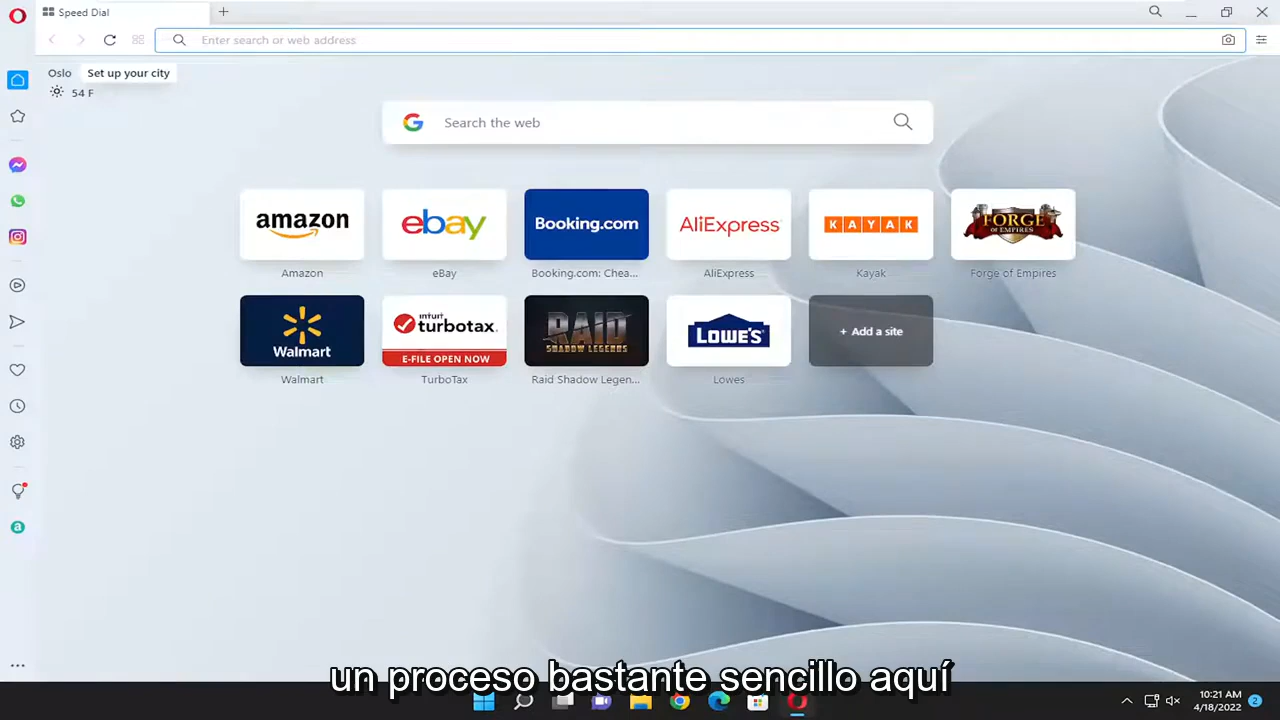 Speed Dial
Enter search or web address
Oslo
Set up your city
54 F
Search the web
amazon
ebay
Booking.com
AliExpress
KAYAK
FORGE OF EMPIRES
Amazon
eBay
Booking.com: Chea...
AliExpress
Kayak
Forge of Empires
Walmart
intuit turbotax.
E-FILE OPEN NOW
RAID SHADOW LEGENDS
LOWE'S
+ Add a site
Walmart
TurboTax
Raid Shadow Legen...
Lowes
un proceso bastante sencillo aquí
10:21 AM
4/18/2022
2